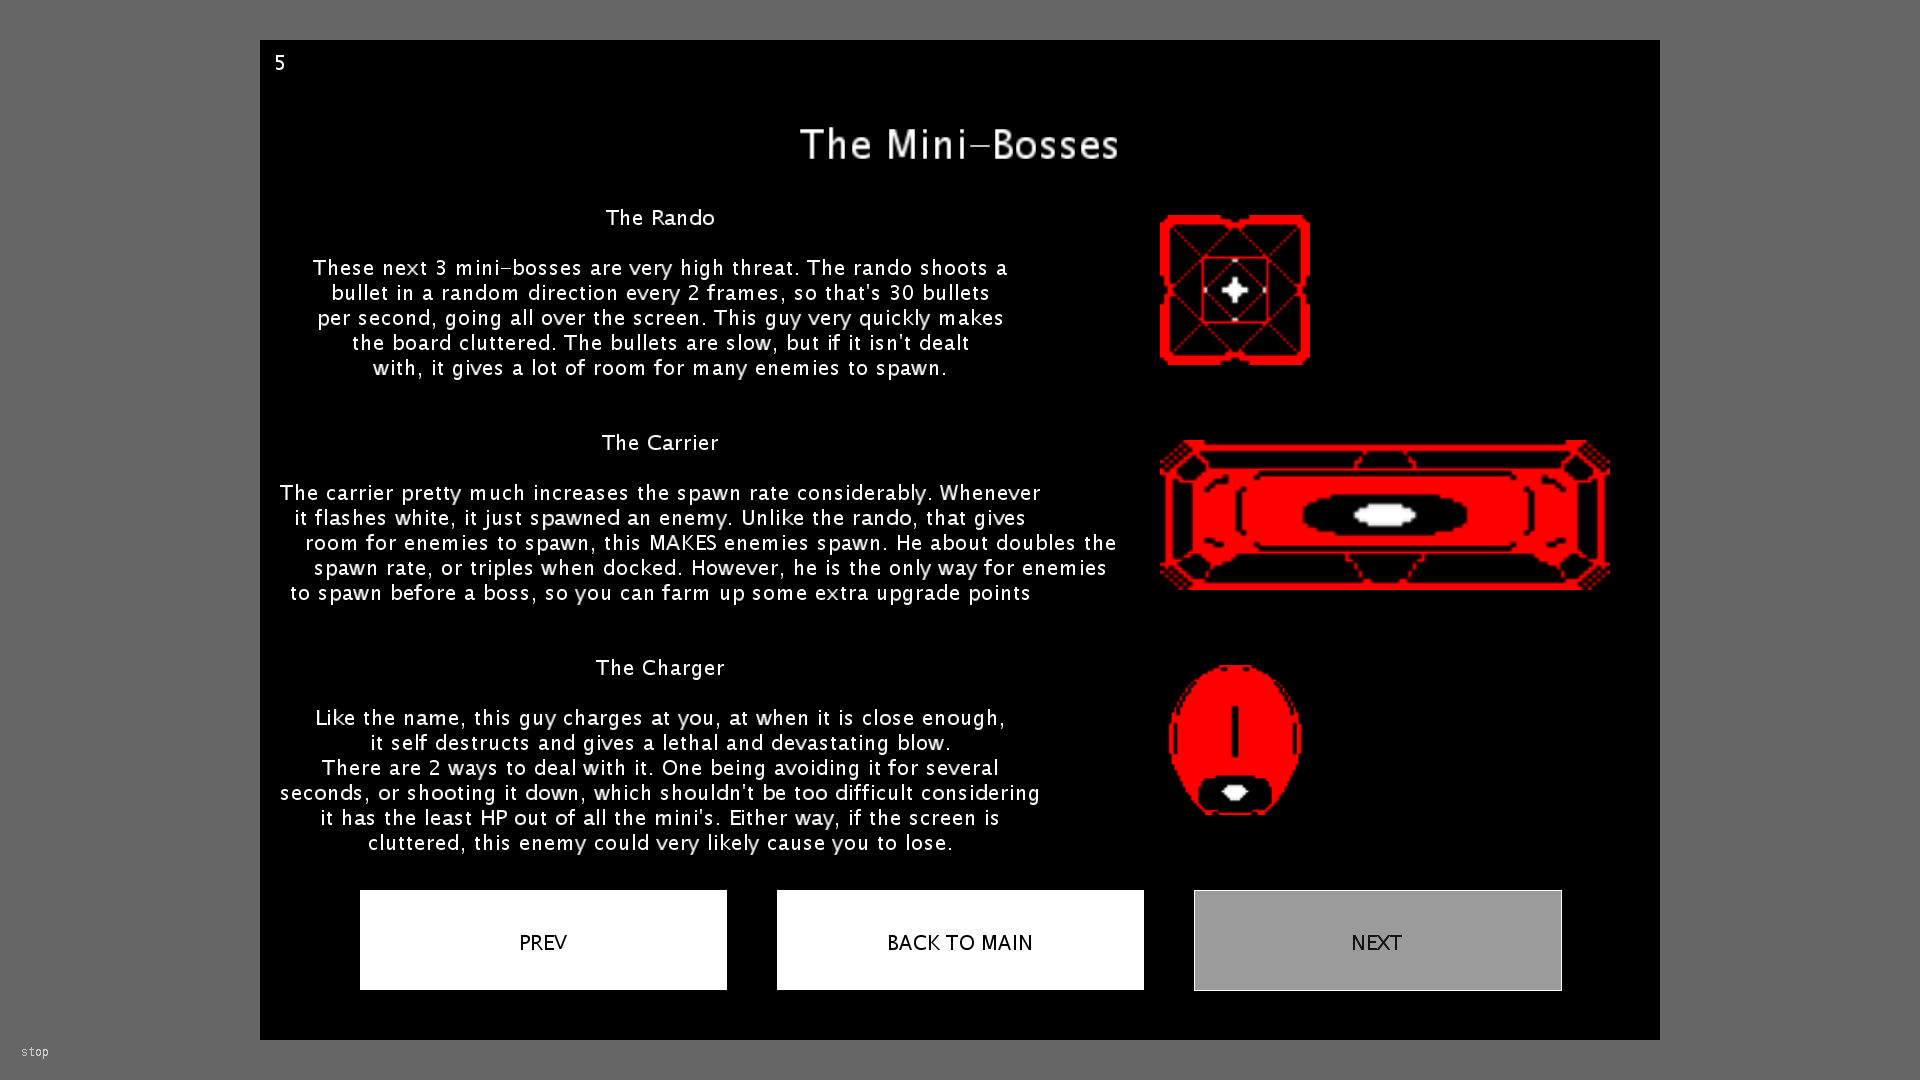 5
The Mini-Bosses
The Rando
These next 3 mini-bosses are very high threat. The rando shoots a
bullet in a random direction every 2 frames, so that's 30 bullets
per second, going all over the screen. This guy very quickly makes
the board cluttered. The bullets are slow, but if it isn't dealt
with, it gives a lot of room for many enemies to spawn.
The Carrier
The carrier pretty much increases the spawn rate considerably. Whenever
it flashes white, it just spawned an enemy. Unlike the rando, that gives
room for enemies to spawn, this MAKES enemies spawn. He about doubles the
spawn rate, or triples when docked. However, he is the only way for enemies
to spawn before a boss, so you can farm up some extra upgrade points
The Charger
Like the name, this guy charges at you, at when it is close enough,
it self destructs and gives a lethal and devastating blow.
There are 2 ways to deal with it. One being avoiding it for several
seconds, or shooting it down, which shouldn't be too difficult considering
it has the least HP out of all the mini's. Either way, if the screen is
cluttered, this enemy could very likely cause you to lose.
PREV
BACK TO MAIN
NEXT
stop